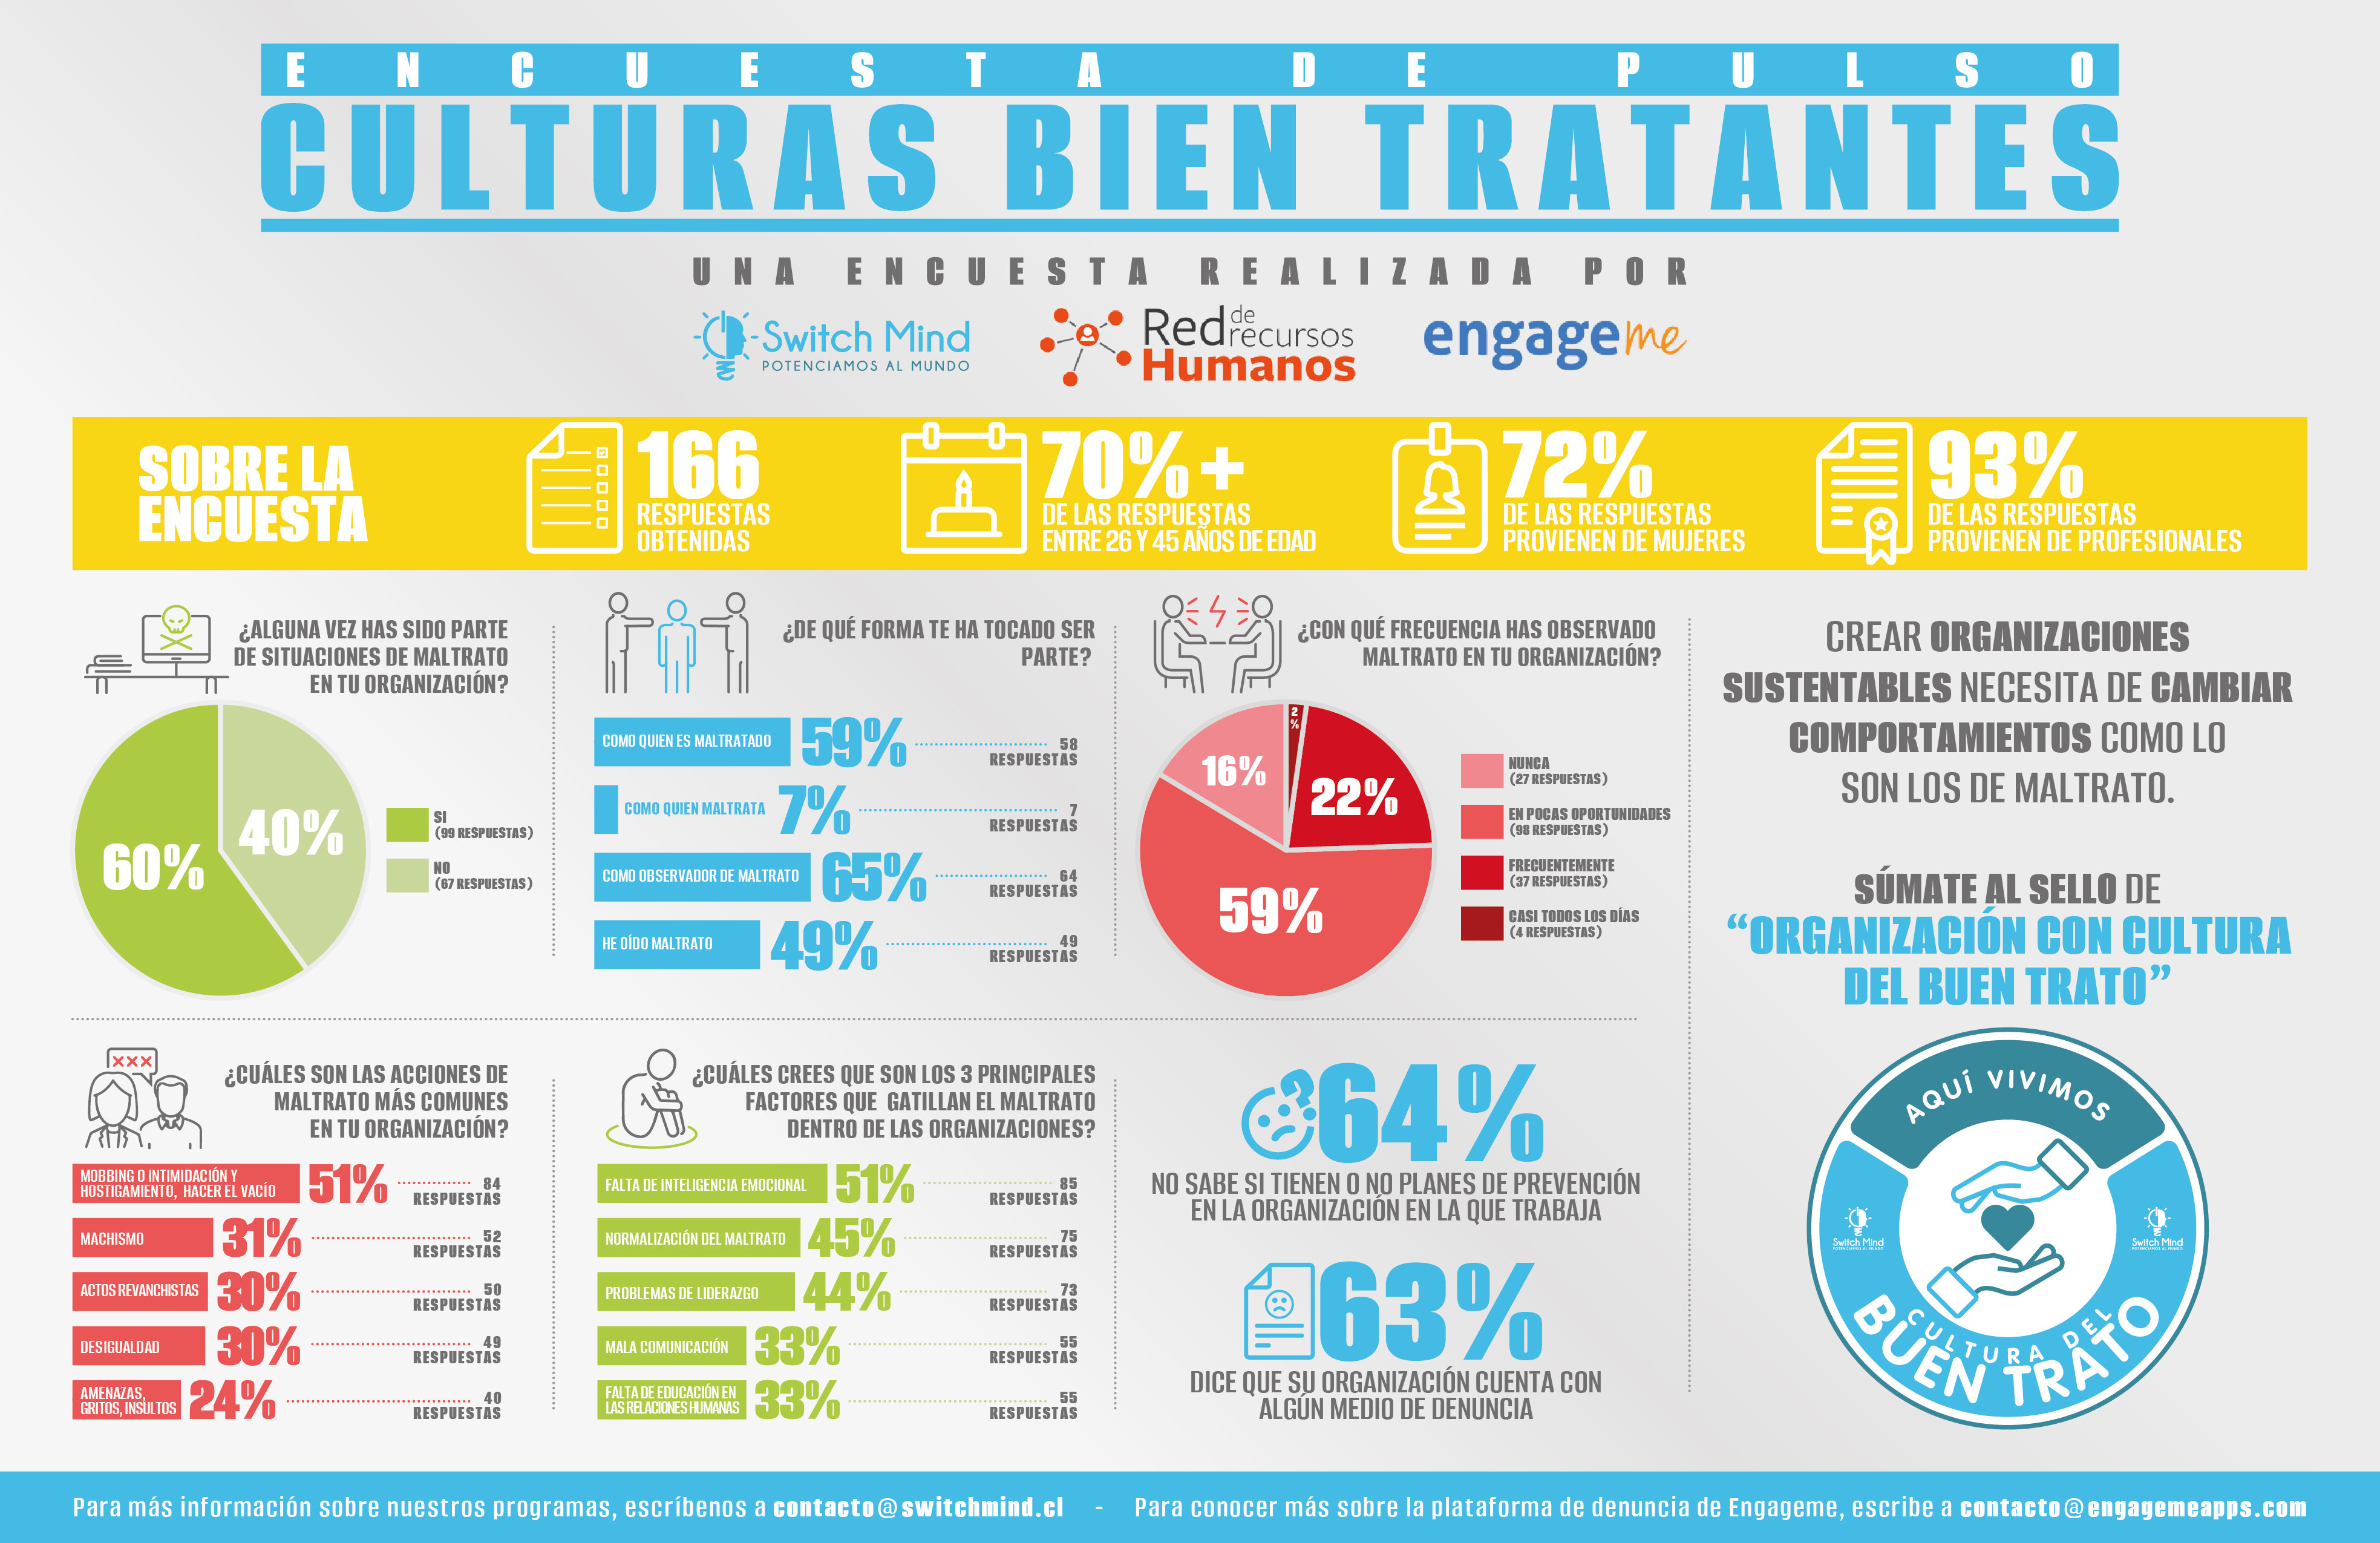 ENCUESTA DE PULSO
CULTURAS BIEN TRATANTES
UNA ENCUESTA REALIZADA POR
Switch Mind
POTENCIAMOS AL MUNDO
Red de recursos
Humanos
engageme
SOBRE LA
ENCUESTA
166
RESPUESTAS
OBTENIDAS
70%+
DE LAS RESPUESTAS
ENTRE 26 Y 45 AÑOS DE EDAD
72%
DE LAS RESPUESTAS
PROVIENEN DE MUJERES
93%
DE LAS RESPUESTAS
PROVIENEN DE PROFESIONALES
¿ALGUNA VEZ HAS SIDO PARTE
DE SITUACIONES DE MALTRATO
EN TU ORGANIZACIÓN?
60%
40%
SI
(99 RESPUESTAS)
NO
(67 RESPUESTAS)
¿DE QUÉ FORMA TE HA TOCADO SER
PARTE?
COMO QUIEN ES MALTRATADO 59% 58
RESPUESTAS
COMO QUIEN MALTRATA 7% 7
RESPUESTAS
COMO OBSERVADOR DE MALTRATO 65% 64
RESPUESTAS
HE OÍDO MALTRATO 49% 49
RESPUESTAS
¿CON QUÉ FRECUENCIA HAS OBSERVADO
MALTRATO EN TU ORGANIZACIÓN?
2
%
16%
22%
59%
NUNCA
(27 RESPUESTAS)
EN POCAS OPORTUNIDADES
(98 RESPUESTAS)
FRECUENTEMENTE
(37 RESPUESTAS)
CASI TODOS LOS DÍAS
(4 RESPUESTAS)
CREAR ORGANIZACIONES
SUSTENTABLES NECESITA DE CAMBIAR
COMPORTAMIENTOS COMO LO
SON LOS DE MALTRATO.
SÚMATE AL SELLO DE
“ORGANIZACIÓN CON CULTURA
DEL BUEN TRATO”
¿CUÁLES SON LAS ACCIONES DE
MALTRATO MÁS COMUNES
EN TU ORGANIZACIÓN?
XXX
MOBBING O INTIMIDACIÓN Y
HOSTIGAMIENTO, HACER EL VACÍO 51% 84
RESPUESTAS
MACHISMO 31% 52
RESPUESTAS
ACTOS REVANCHISTAS 30% 50
RESPUESTAS
DESIGUALDAD 30% 49
RESPUESTAS
AMENAZAS,
GRITOS, INSULTOS 24% 40
RESPUESTAS
¿CUÁLES CREES QUE SON LOS 3 PRINCIPALES
FACTORES QUE GATILLAN EL MALTRATO
DENTRO DE LAS ORGANIZACIONES?
FALTA DE INTELIGENCIA EMOCIONAL 51% 85
RESPUESTAS
NORMALIZACIÓN DEL MALTRATO 45% 75
RESPUESTAS
PROBLEMAS DE LIDERAZGO 44% 73
RESPUESTAS
MALA COMUNICACIÓN 33% 55
RESPUESTAS
FALTA DE EDUCACIÓN EN
LAS RELACIONES HUMANAS 33% 55
RESPUESTAS
64%
NO SABE SI TIENEN O NO PLANES DE PREVENCIÓN
EN LA ORGANIZACIÓN EN LA QUE TRABAJA
63%
DICE QUE SU ORGANIZACIÓN CUENTA CON
ALGÚN MEDIO DE DENUNCIA
AQUÍ VIVIMOS
Switch Mind
POTENCIAMOS AL MUNDO
Switch Mind
POTENCIAMOS AL MUNDO
CULTURA DEL
BUEN TRATO
Para más información sobre nuestros programas, escríbenos a contacto@switchmind.cl - Para conocer más sobre la plataforma de denuncia de Engageme, escribe a contacto@engagemeapps.com